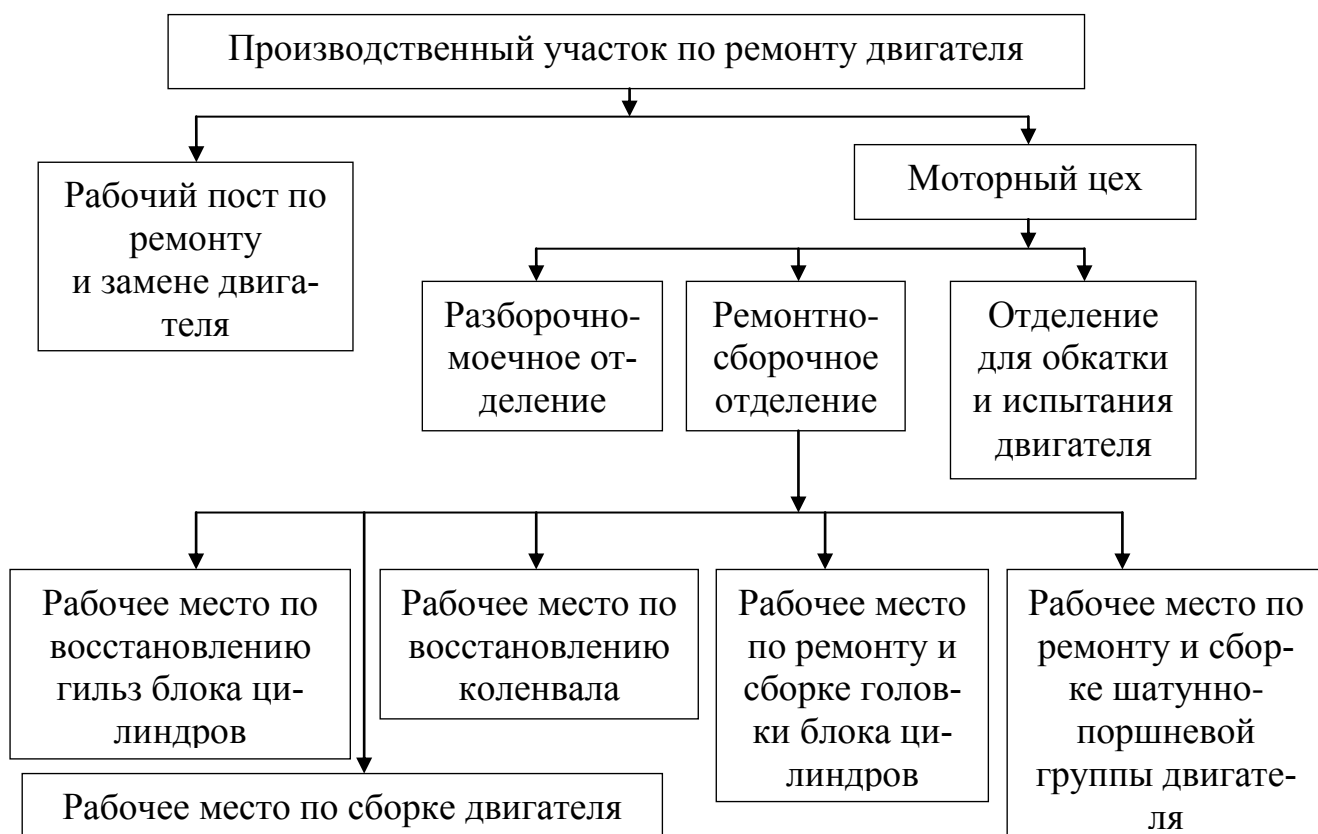 Производственный участок по ремонту двигателя
Рабочий пост по
ремонту
и замене двига-
теля
Моторный цех
Разборочно-
моечное от-
деление
Ремонтно-
сборочное
отделение
Отделение
для обкатки
и испытания
двигателя
Рабочее место по
восстановлению
гильз блока ци-
линдров
Рабочее место по
восстановлению
коленвала
Рабочее место
по ремонту и
сборке голов-
ки блока ци-
линдров
Рабочее место по
ремонту и сбор-
ке шатунно-
поршневой
группы двигате-
ля
Рабочее место по сборке двигателя